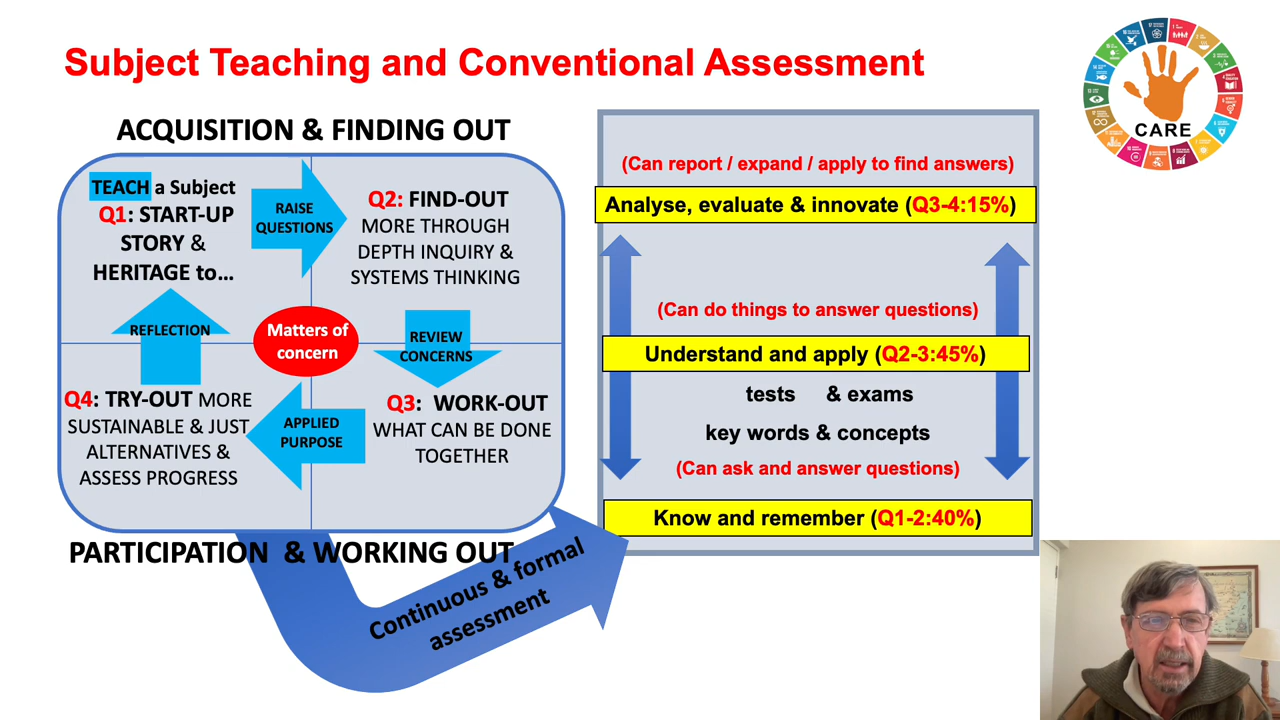 Subject Teaching and Conventional Assessment
ACQUISITION & FINDING OUT
TEACH a Subject
Q1: START-UP
STORY &
HERITAGE to…
RAISE
QUESTIONS
Q2: FIND-OUT
MORE THROUGH
DEPTH INQUIRY &
SYSTEMS THINKING
REFLECTION
Matters of
concern
REVIEW
CONCERNS
Q4: TRY-OUT MORE
SUSTAINABLE & JUST
ALTERNATIVES &
ASSESS PROGRESS
APPLIED
PURPOSE
Q3: WORK-OUT
WHAT CAN BE DONE
TOGETHER
PARTICIPATION & WORKING OUT
Continuous & formal
assessment
(Can report / expand / apply to find answers)
Analyse, evaluate & innovate (Q3-4:15%)
(Can do things to answer questions)
Understand and apply (Q2-3:45%)
tests & exams
key words & concepts
(Can ask and answer questions)
Know and remember (Q1-2:40%)
CARE